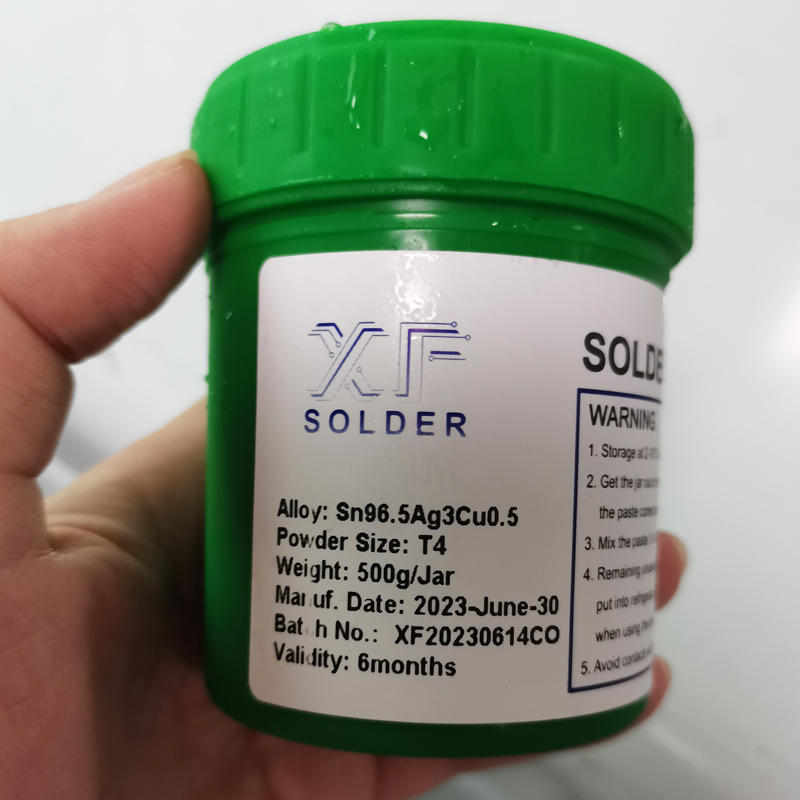 XF
SOLDER
Alloy: Sn96.5Ag3Cu0.5
Powder Size: T4
Weight: 500g/Jar
Manuf. Date: 2023-June-30
Batch No.: XF20230614CO
Validity: 6months
SOLDE
WARNING
1. Storage at
2. Get the jar out
the paste
3. Mix the paste
4. Remaining
put into
when using the
5. Avoid